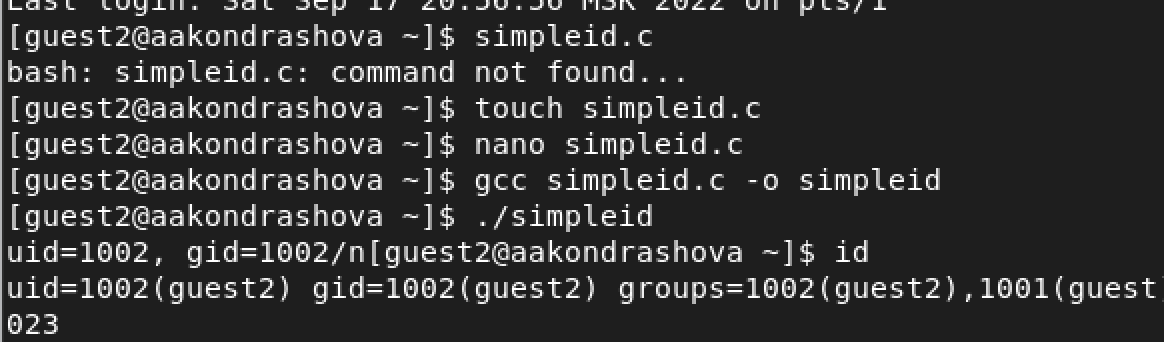 Last login: Sat Sep 17 20:56:56 MSK 2022 on pts/1
[guest2@aakondrashova ~]$ simpleid.c
bash: simpleid.c: command not found...
[guest2@aakondrashova ~]$ touch simpleid.c
[guest2@aakondrashova ~]$ nano simpleid.c
[guest2@aakondrashova ~]$ gcc simpleid.c -o simpleid
[guest2@aakondrashova ~]$ ./simpleid
uid=1002, gid=1002/n[guest2@aakondrashova ~]$ id
uid=1002(guest2) gid=1002(guest2) groups=1002(guest2),1001(guest)
023